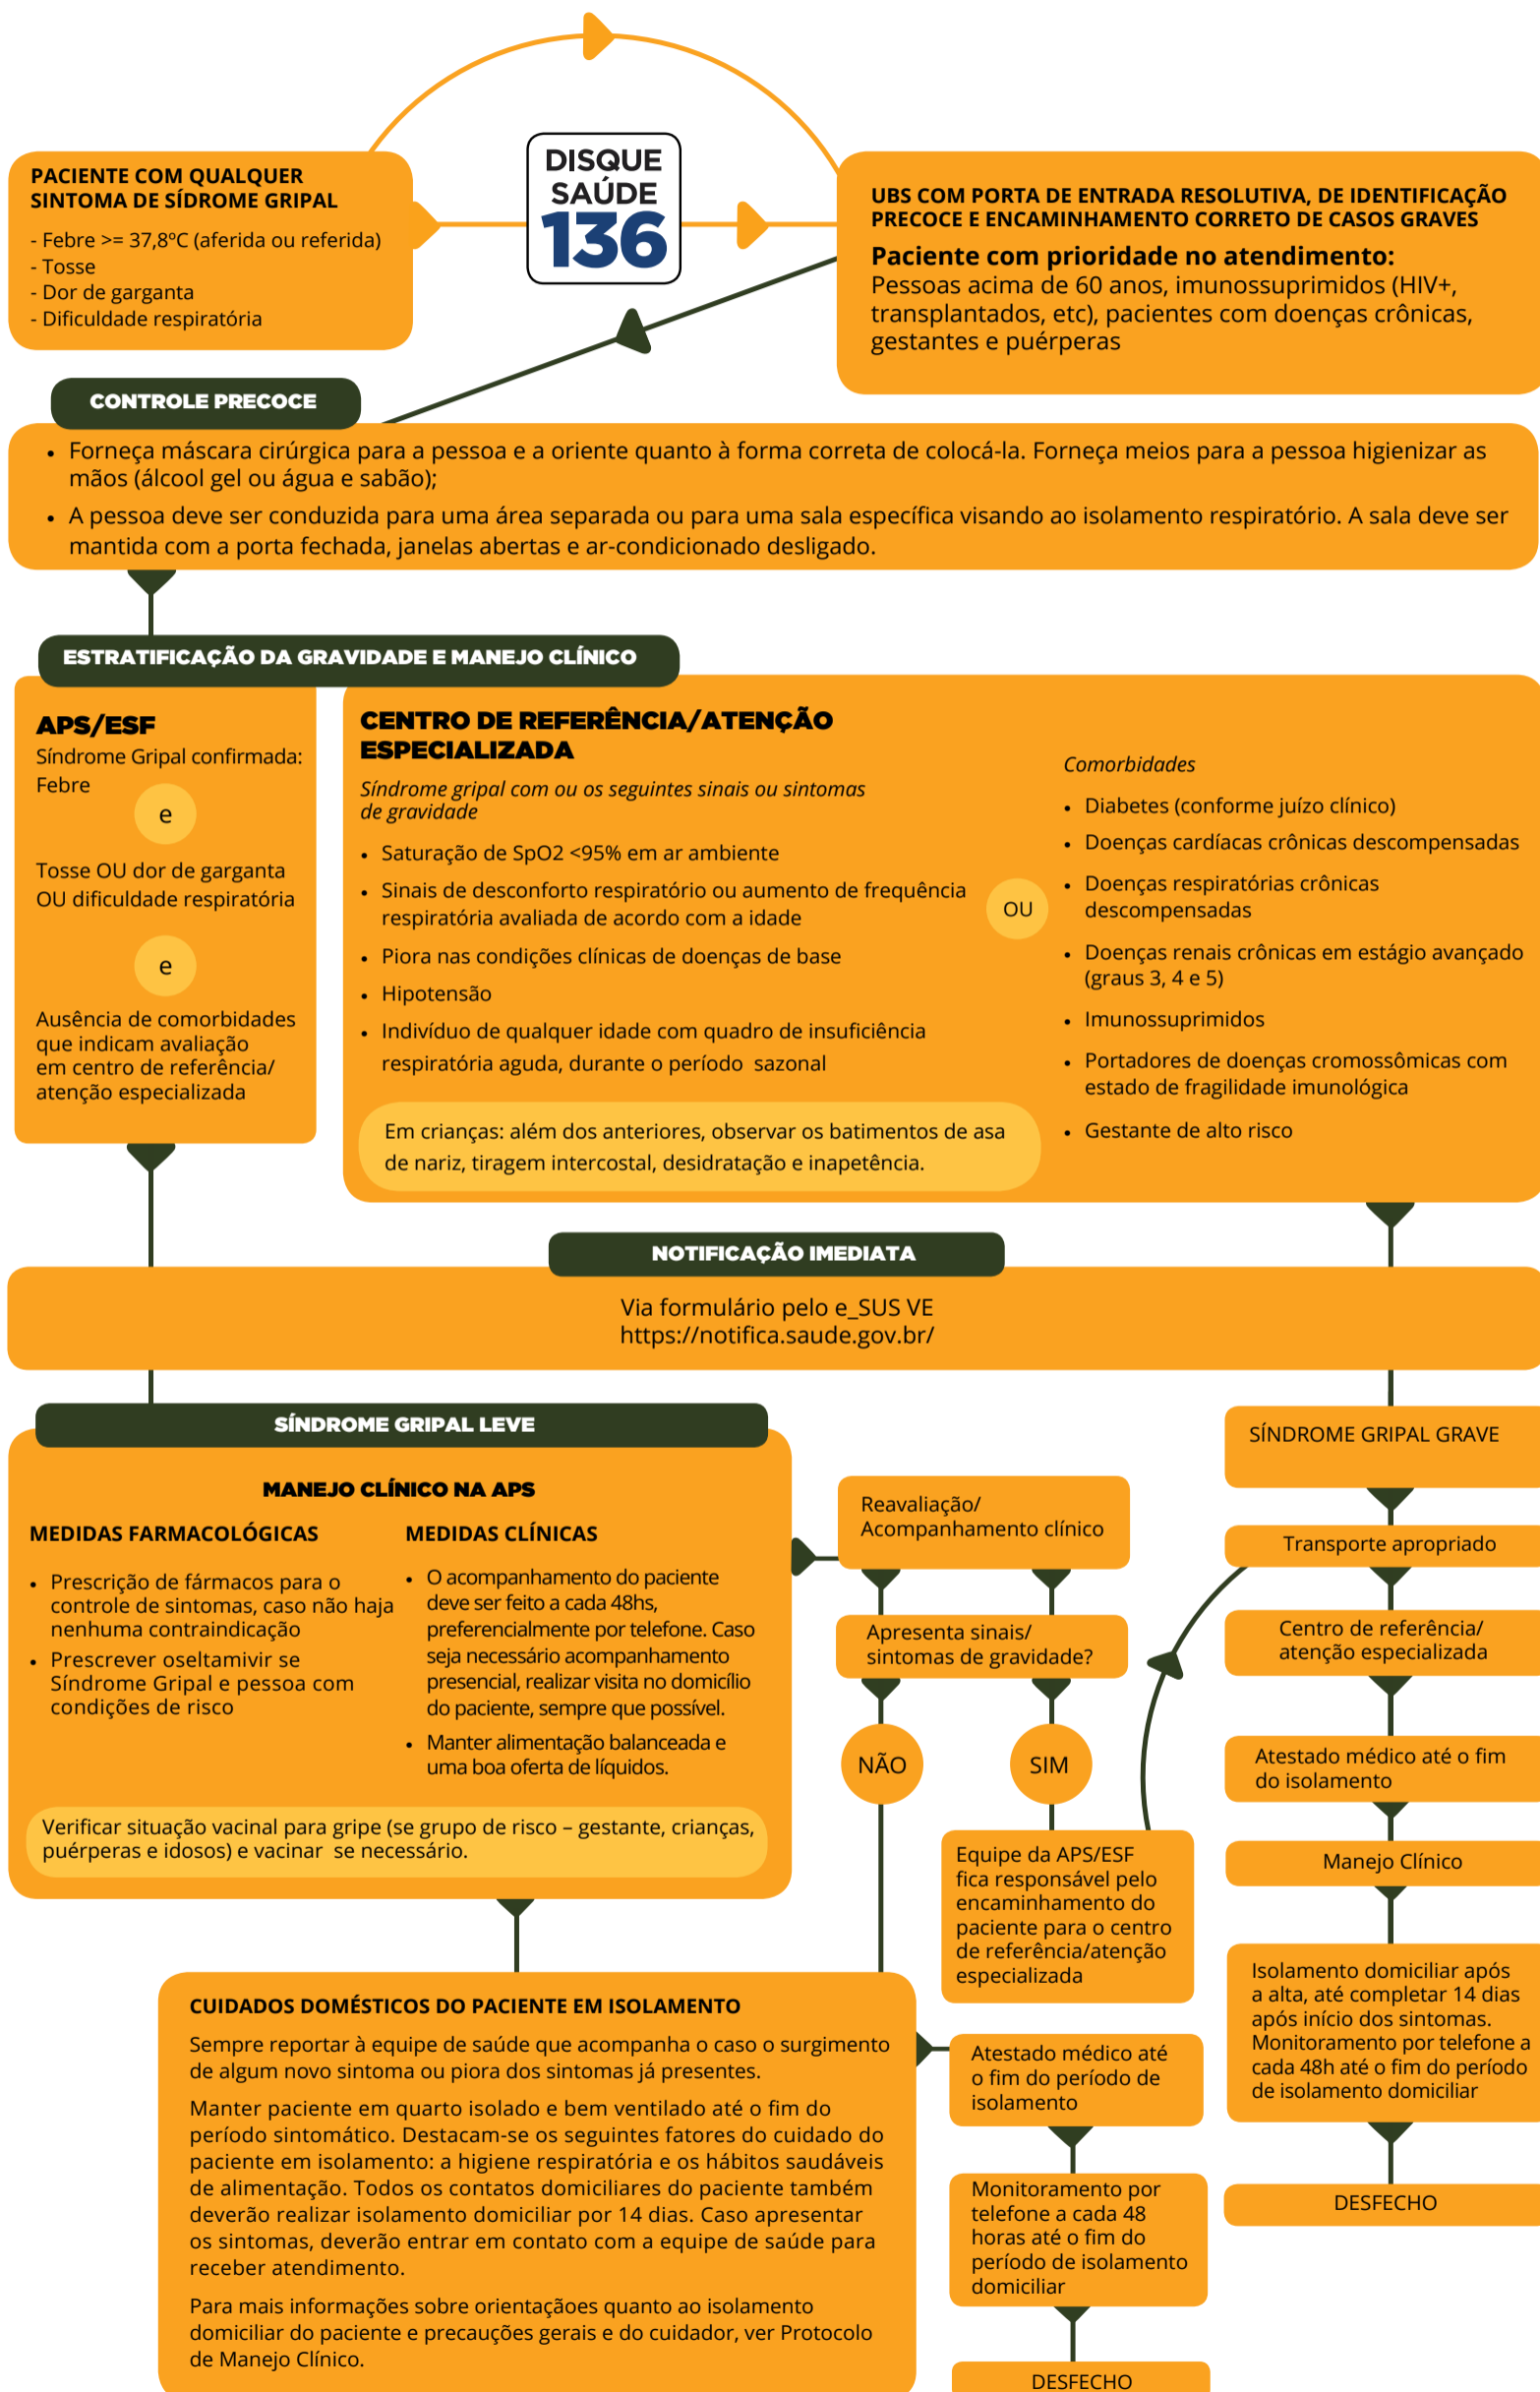 PACIENTE COM QUALQUER
SINTOMA DE SÍDROME GRIPAL
- Febre >= 37,8ºC (aferida ou referida)
- Tosse
- Dor de garganta
- Dificuldade respiratória
DISQUE
SAÚDE
136
UBS COM PORTA DE ENTRADA RESOLUTIVA, DE IDENTIFICAÇÃO
PRECOCE E ENCAMINHAMENTO CORRETO DE CASOS GRAVES
Paciente com prioridade no atendimento:
Pessoas acima de 60 anos, imunossuprimidos (HIV+,
transplantados, etc), pacientes com doenças crônicas,
gestantes e puérperas
CONTROLE PRECOCE
• Forneça máscara cirúrgica para a pessoa e a oriente quanto à forma correta de colocá-la. Forneça meios para a pessoa higienizar as
mãos (álcool gel ou água e sabão);
• A pessoa deve ser conduzida para uma área separada ou para uma sala específica visando ao isolamento respiratório. A sala deve ser
mantida com a porta fechada, janelas abertas e ar-condicionado desligado.
ESTRATIFICAÇÃO DA GRAVIDADE E MANEJO CLÍNICO
APS/ESF
Síndrome Gripal confirmada:
Febre
e
Tosse OU dor de garganta
OU dificuldade respiratória
e
Ausência de comorbidades
que indicam avaliação
em centro de referência/
atenção especializada
CENTRO DE REFERÊNCIA/ATENÇÃO
ESPECIALIZADA
Síndrome gripal com ou os seguintes sinais ou sintomas
de gravidade
• Saturação de SpO2 <95% em ar ambiente
• Sinais de desconforto respiratório ou aumento de frequência
respiratória avaliada de acordo com a idade
• Piora nas condições clínicas de doenças de base
• Hipotensão
• Indivíduo de qualquer idade com quadro de insuficiência
respiratória aguda, durante o período  sazonal
Em crianças: além dos anteriores, observar os batimentos de asa
de nariz, tiragem intercostal, desidratação e inapetência.
OU
Comorbidades
• Diabetes (conforme juízo clínico)
• Doenças cardíacas crônicas descompensadas
• Doenças respiratórias crônicas
descompensadas
• Doenças renais crônicas em estágio avançado
(graus 3, 4 e 5)
• Imunossuprimidos
• Portadores de doenças cromossômicas com
estado de fragilidade imunológica
• Gestante de alto risco
NOTIFICAÇÃO IMEDIATA
Via formulário pelo e_SUS VE
https://notifica.saude.gov.br/
SÍNDROME GRIPAL LEVE
MANEJO CLÍNICO NA APS
MEDIDAS FARMACOLÓGICAS
• Prescrição de fármacos para o
controle de sintomas, caso não haja
nenhuma contraindicação
• Prescrever oseltamivir se
Síndrome Gripal e pessoa com
condições de risco
MEDIDAS CLÍNICAS
• O acompanhamento do paciente
deve ser feito a cada 48hs,
preferencialmente por telefone. Caso
seja necessário acompanhamento
presencial, realizar visita no domicílio
do paciente, sempre que possível.
• Manter alimentação balanceada e
uma boa oferta de líquidos.
Verificar situação vacinal para gripe (se grupo de risco – gestante, crianças,
puérperas e idosos) e vacinar  se necessário.
Reavaliação/
Acompanhamento clínico
Apresenta sinais/
sintomas de gravidade?
NÃO
SIM
Equipe da APS/ESF
fica responsável pelo
encaminhamento do
paciente para o centro
de referência/atenção
especializada
SÍNDROME GRIPAL GRAVE
Transporte apropriado
Centro de referência/
atenção especializada
Atestado médico até o fim
do isolamento
Manejo Clínico
Isolamento domiciliar após
a alta, até completar 14 dias
após início dos sintomas.
Monitoramento por telefone a
cada 48h até o fim do período
de isolamento domiciliar
DESFECHO
CUIDADOS DOMÉSTICOS DO PACIENTE EM ISOLAMENTO
Sempre reportar à equipe de saúde que acompanha o caso o surgimento
de algum novo sintoma ou piora dos sintomas já presentes.
Manter paciente em quarto isolado e bem ventilado até o fim do
período sintomático. Destacam-se os seguintes fatores do cuidado do
paciente em isolamento: a higiene respiratória e os hábitos saudáveis
de alimentação. Todos os contatos domiciliares do paciente também
deverão realizar isolamento domiciliar por 14 dias. Caso apresentar
os sintomas, deverão entrar em contato com a equipe de saúde para
receber atendimento.
Para mais informações sobre orientaçãoes quanto ao isolamento
domiciliar do paciente e precauções gerais e do cuidador, ver Protocolo
de Manejo Clínico.
Atestado médico até
o fim do período de
isolamento
Monitoramento por
telefone a cada 48
horas até o fim do
período de isolamento
domiciliar
DESFECHO